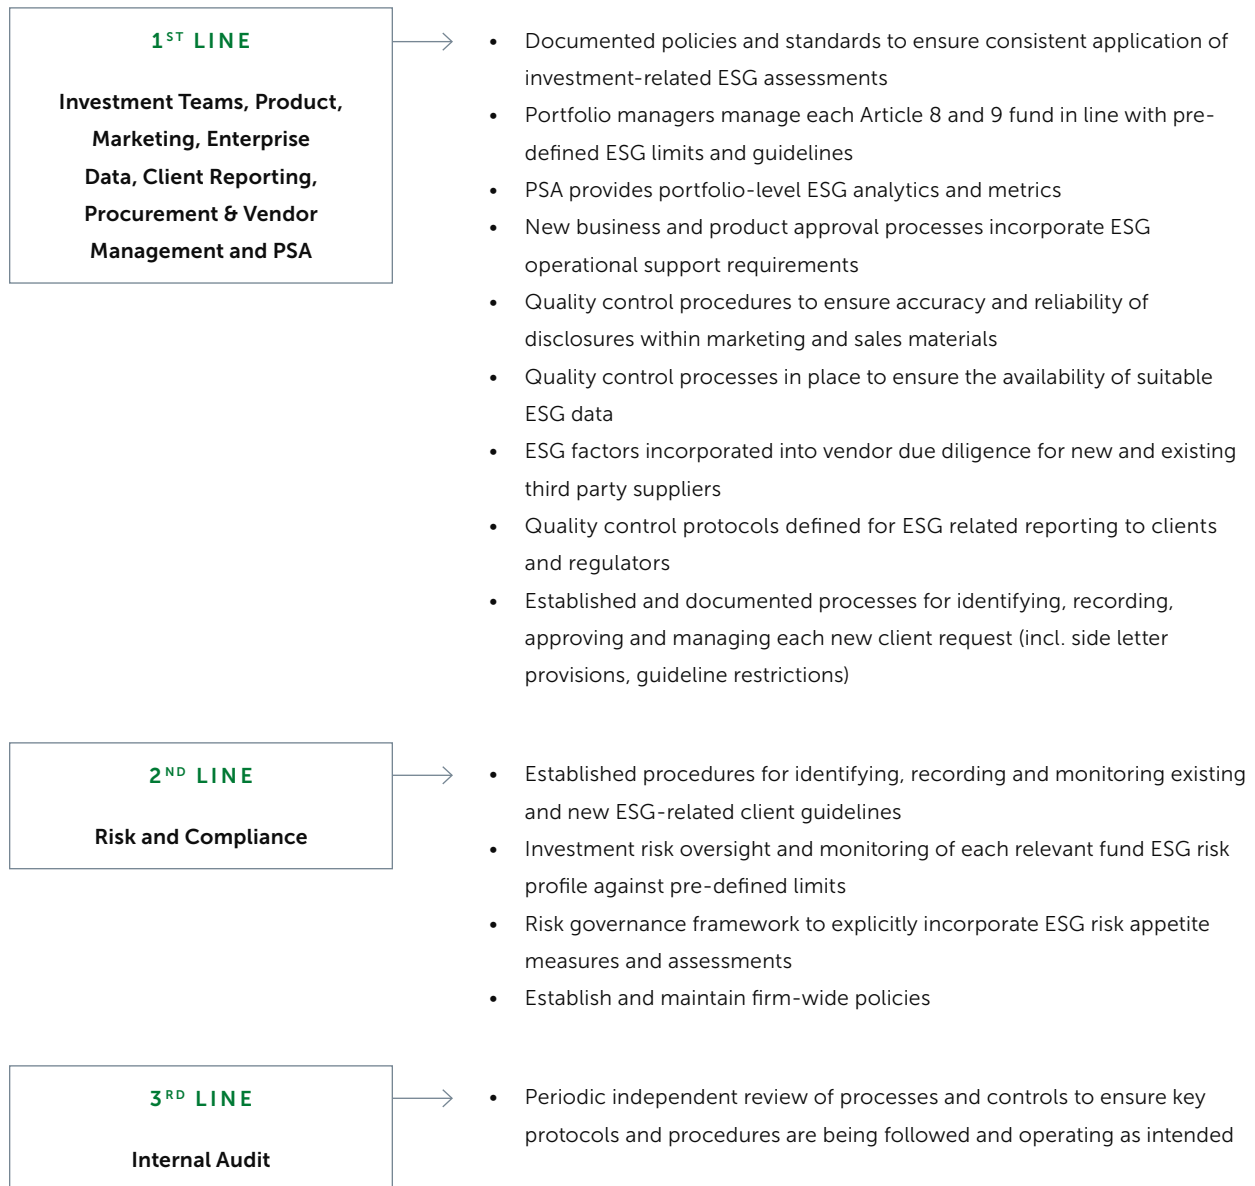 1ST LINE
Investment Teams, Product,
Marketing, Enterprise
Data, Client Reporting,
Procurement & Vendor
Management and PSA
• Documented policies and standards to ensure consistent application of
investment-related ESG assessments
• Portfolio managers manage each Article 8 and 9 fund in line with pre-
defined ESG limits and guidelines
• PSA provides portfolio-level ESG analytics and metrics
• New business and product approval processes incorporate ESG
operational support requirements
• Quality control procedures to ensure accuracy and reliability of
disclosures within marketing and sales materials
• Quality control processes in place to ensure the availability of suitable
ESG data
• ESG factors incorporated into vendor due diligence for new and existing
third party suppliers
• Quality control protocols defined for ESG related reporting to clients
and regulators
• Established and documented processes for identifying, recording,
approving and managing each new client request (incl. side letter
provisions, guideline restrictions)
2ND LINE
Risk and Compliance
• Established procedures for identifying, recording and monitoring existing
and new ESG-related client guidelines
• Investment risk oversight and monitoring of each relevant fund ESG risk
profile against pre-defined limits
• Risk governance framework to explicitly incorporate ESG risk appetite
measures and assessments
• Establish and maintain firm-wide policies
3RD LINE
Internal Audit
• Periodic independent review of processes and controls to ensure key
protocols and procedures are being followed and operating as intended